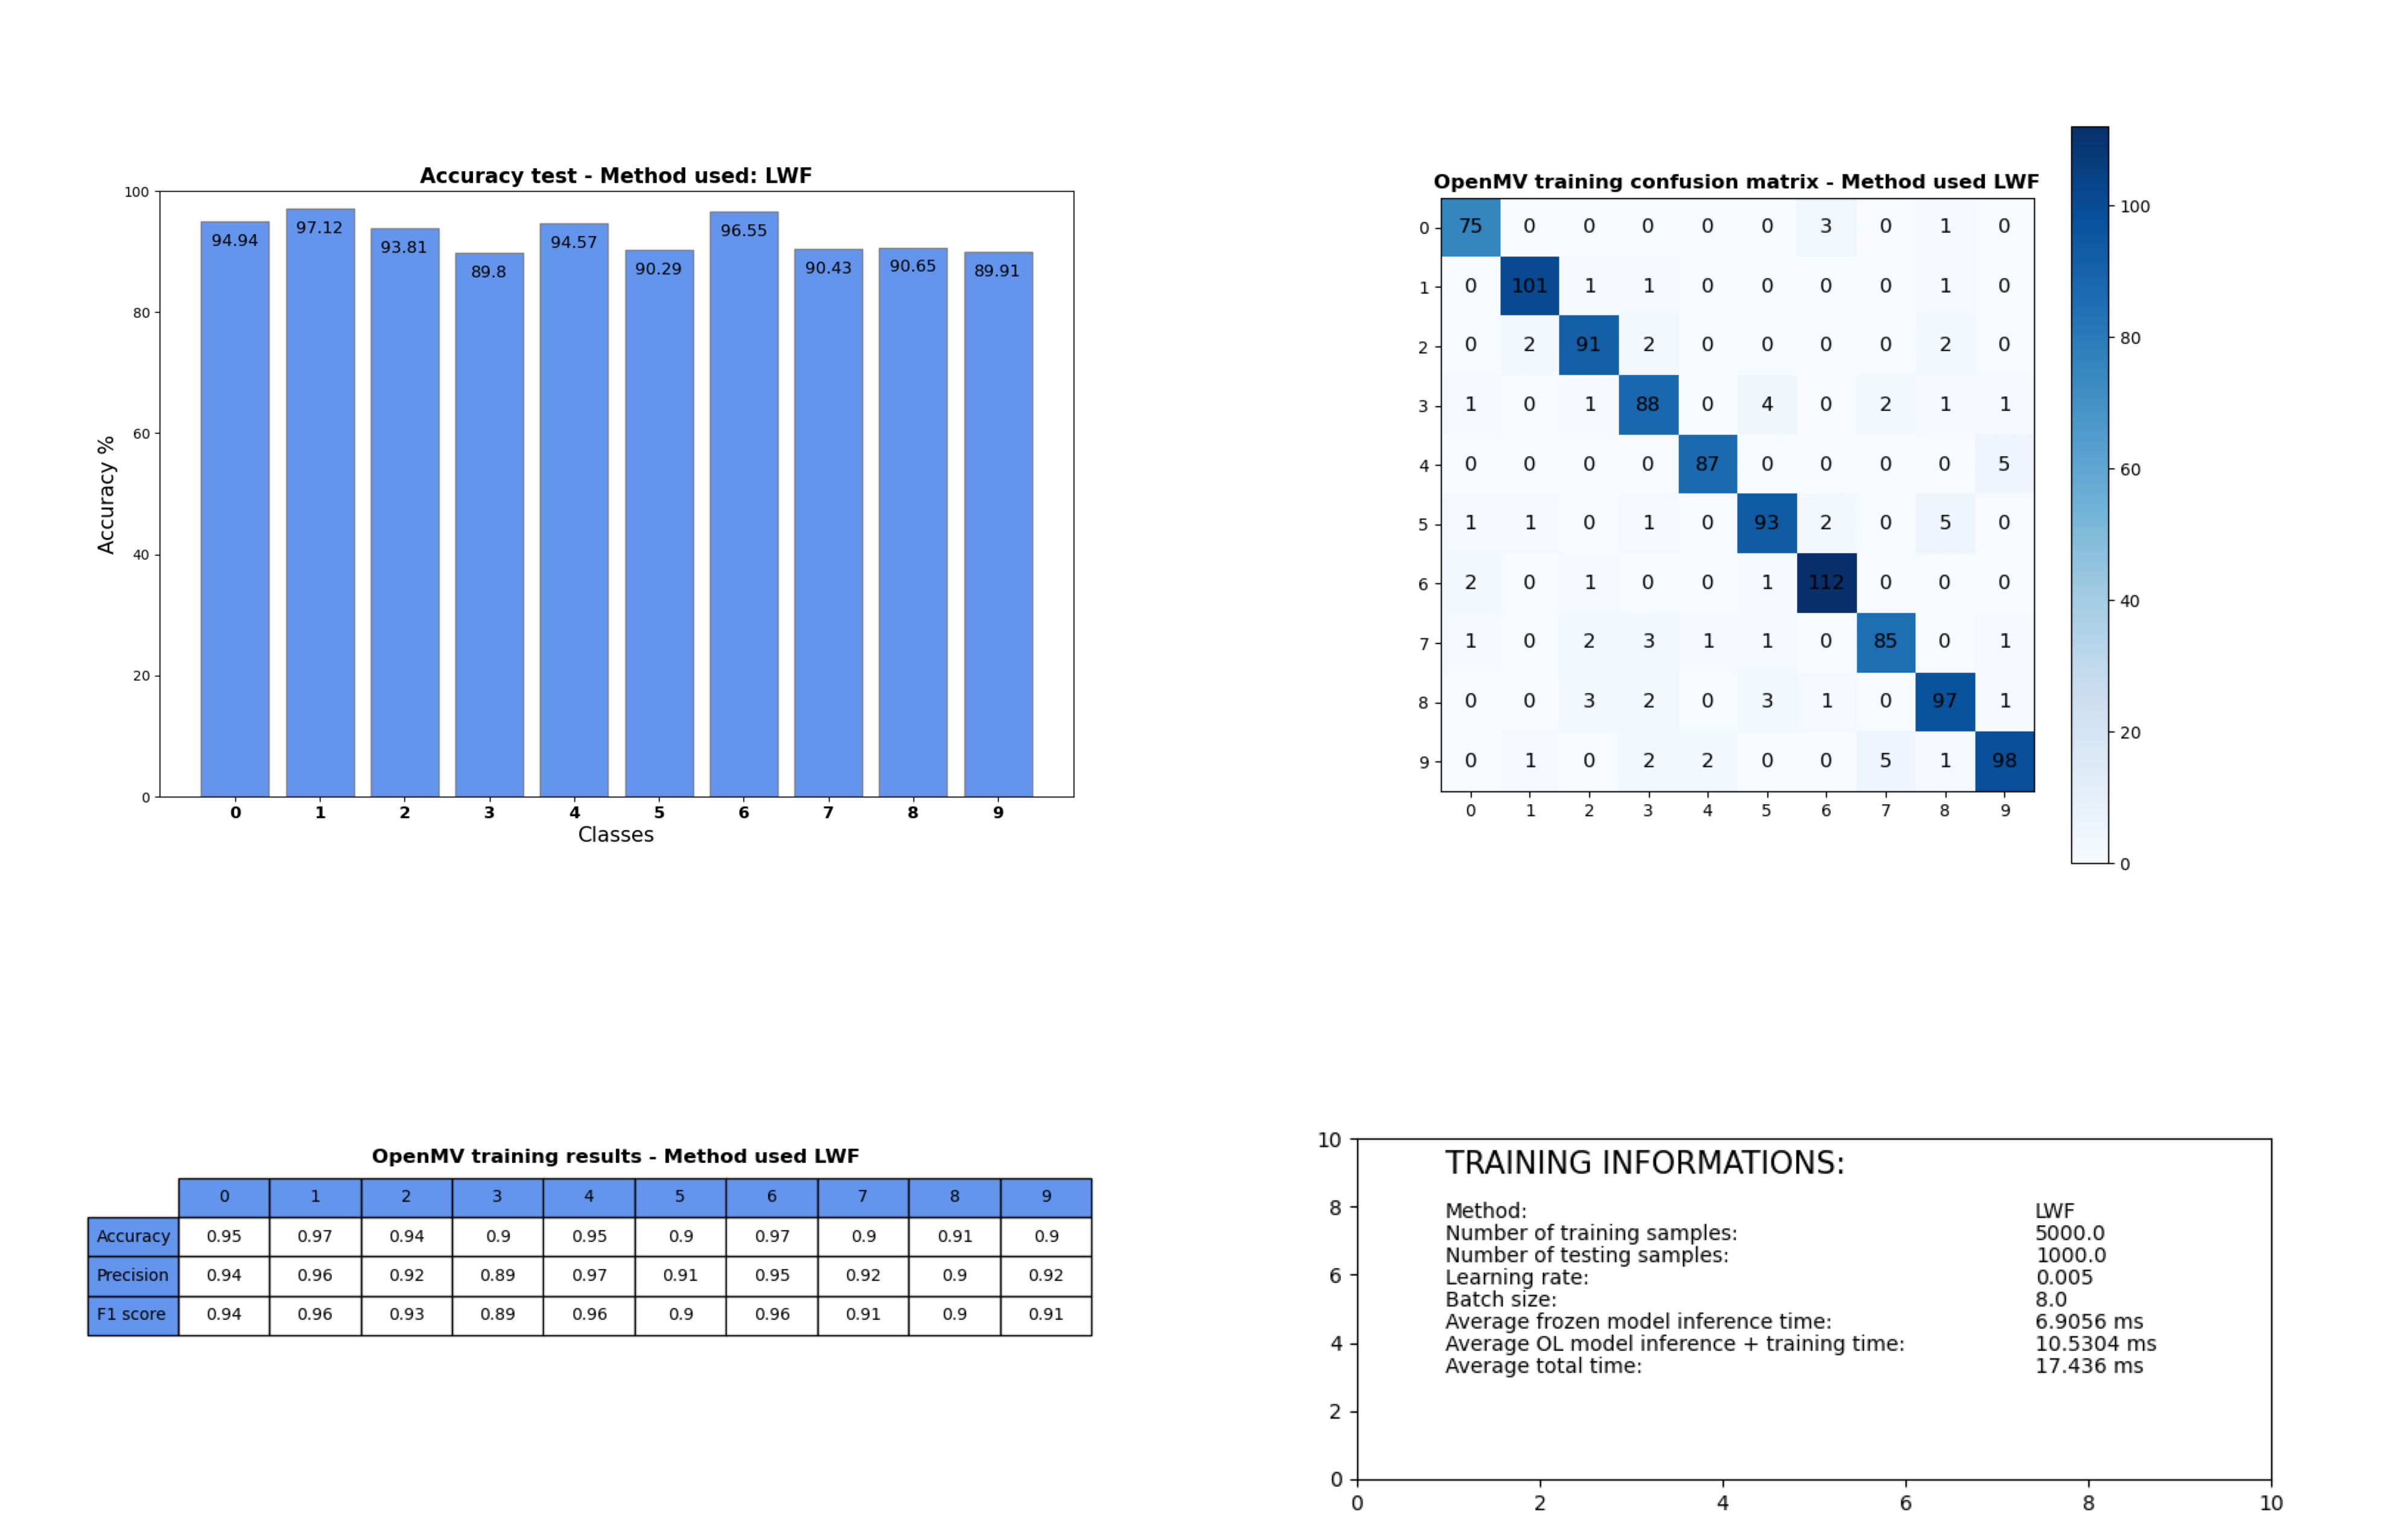 Accuracy test - Method used: LWF
100
80
60
40
20
0
Accuracy %
94.94 97.12 93.81 89.8 94.57 90.29 96.55 90.43 90.65 89.91
0 1 2 3 4 5 6 7 8 9
Classes
OpenMV training confusion matrix - Method used LWF
0 75 0 0 0 0 0 3 0 1 0
1 0 101 1 1 0 0 0 0 1 0
2 0 2 91 2 0 0 0 0 2 0
3 1 0 1 88 0 4 0 2 1 1
4 0 0 0 0 87 0 0 0 0 5
5 1 1 0 1 0 93 2 0 5 0
6 2 0 1 0 0 1 112 0 0 0
7 1 0 2 3 1 1 0 85 0 1
8 0 0 3 2 0 3 1 0 97 1
9 0 1 0 2 2 0 0 5 1 98
0 1 2 3 4 5 6 7 8 9
100
80
60
40
20
0
OpenMV training results - Method used LWF
0 1 2 3 4 5 6 7 8 9
Accuracy 0.95 0.97 0.94 0.9 0.95 0.9 0.97 0.9 0.91 0.9
Precision 0.94 0.96 0.92 0.89 0.97 0.91 0.95 0.92 0.9 0.92
F1 score 0.94 0.96 0.93 0.89 0.96 0.9 0.96 0.91 0.9 0.91
10
8
6
4
2
0
TRAINING INFORMATIONS:
Method: LWF
Number of training samples: 5000.0
Number of testing samples: 1000.0
Learning rate: 0.005
Batch size: 8.0
Average frozen model inference time: 6.9056 ms
Average OL model inference + training time: 10.5304 ms
Average total time: 17.436 ms
0 2 4 6 8 10